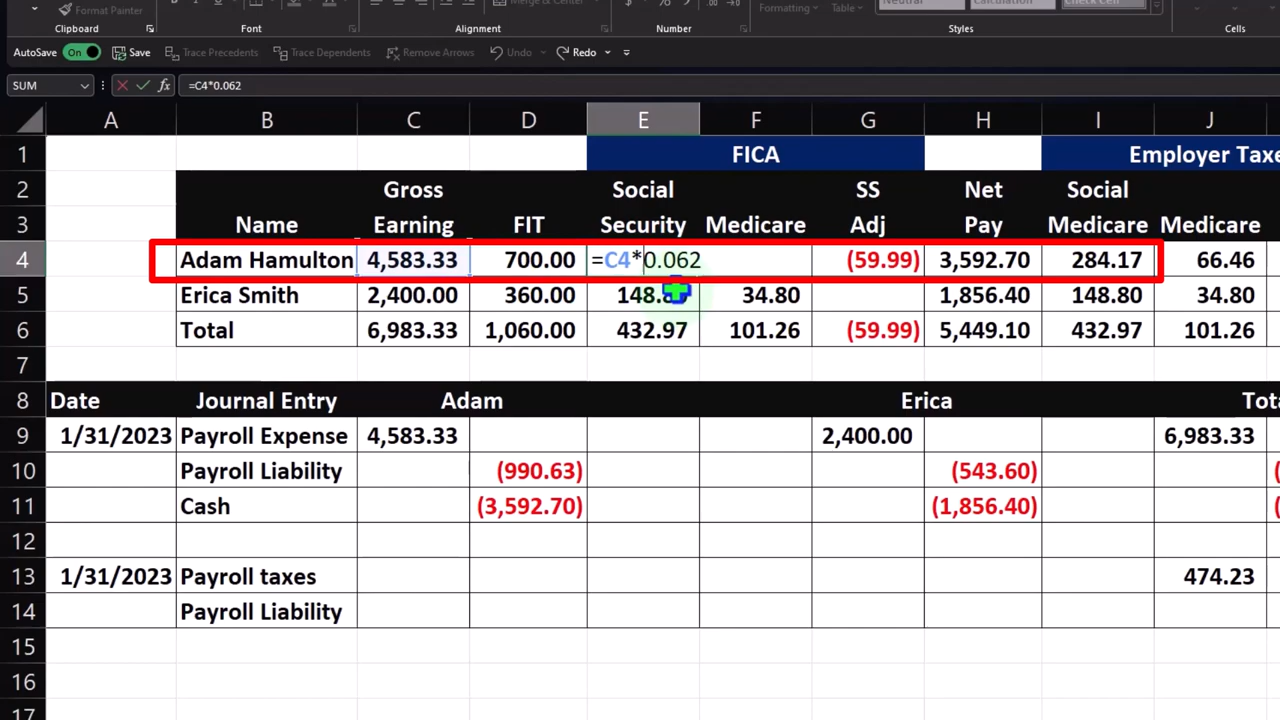 Format Painter Merge & Center Formatting Table Neutral Calculation Check Cell
Clipboard Font Alignment Number Styles Cells
AutoSave On Save Trace Precedents Trace Dependents Remove Arrows Undo Redo
SUM fx =C4*0.062
A B C D E F G H I J
1 FICA Employer Taxe
2 Gross Social SS Net Social
3 Name Earning FIT Security Medicare Adj Pay Medicare Medicare
4 Adam Hamulton 4,583.33 700.00 =C4*0.062 (59.99) 3,592.70 284.17 66.46
5 Erica Smith 2,400.00 360.00 148.8 34.80 1,856.40 148.80 34.80
6 Total 6,983.33 1,060.00 432.97 101.26 (59.99) 5,449.10 432.97 101.26
7
8 Date Journal Entry Adam Erica Tot
9 1/31/2023 Payroll Expense 4,583.33 2,400.00 6,983.33
10 Payroll Liability (990.63) (543.60) (
11 Cash (3,592.70) (1,856.40) (
12
13 1/31/2023 Payroll taxes 474.23
14 Payroll Liability
15
16
17